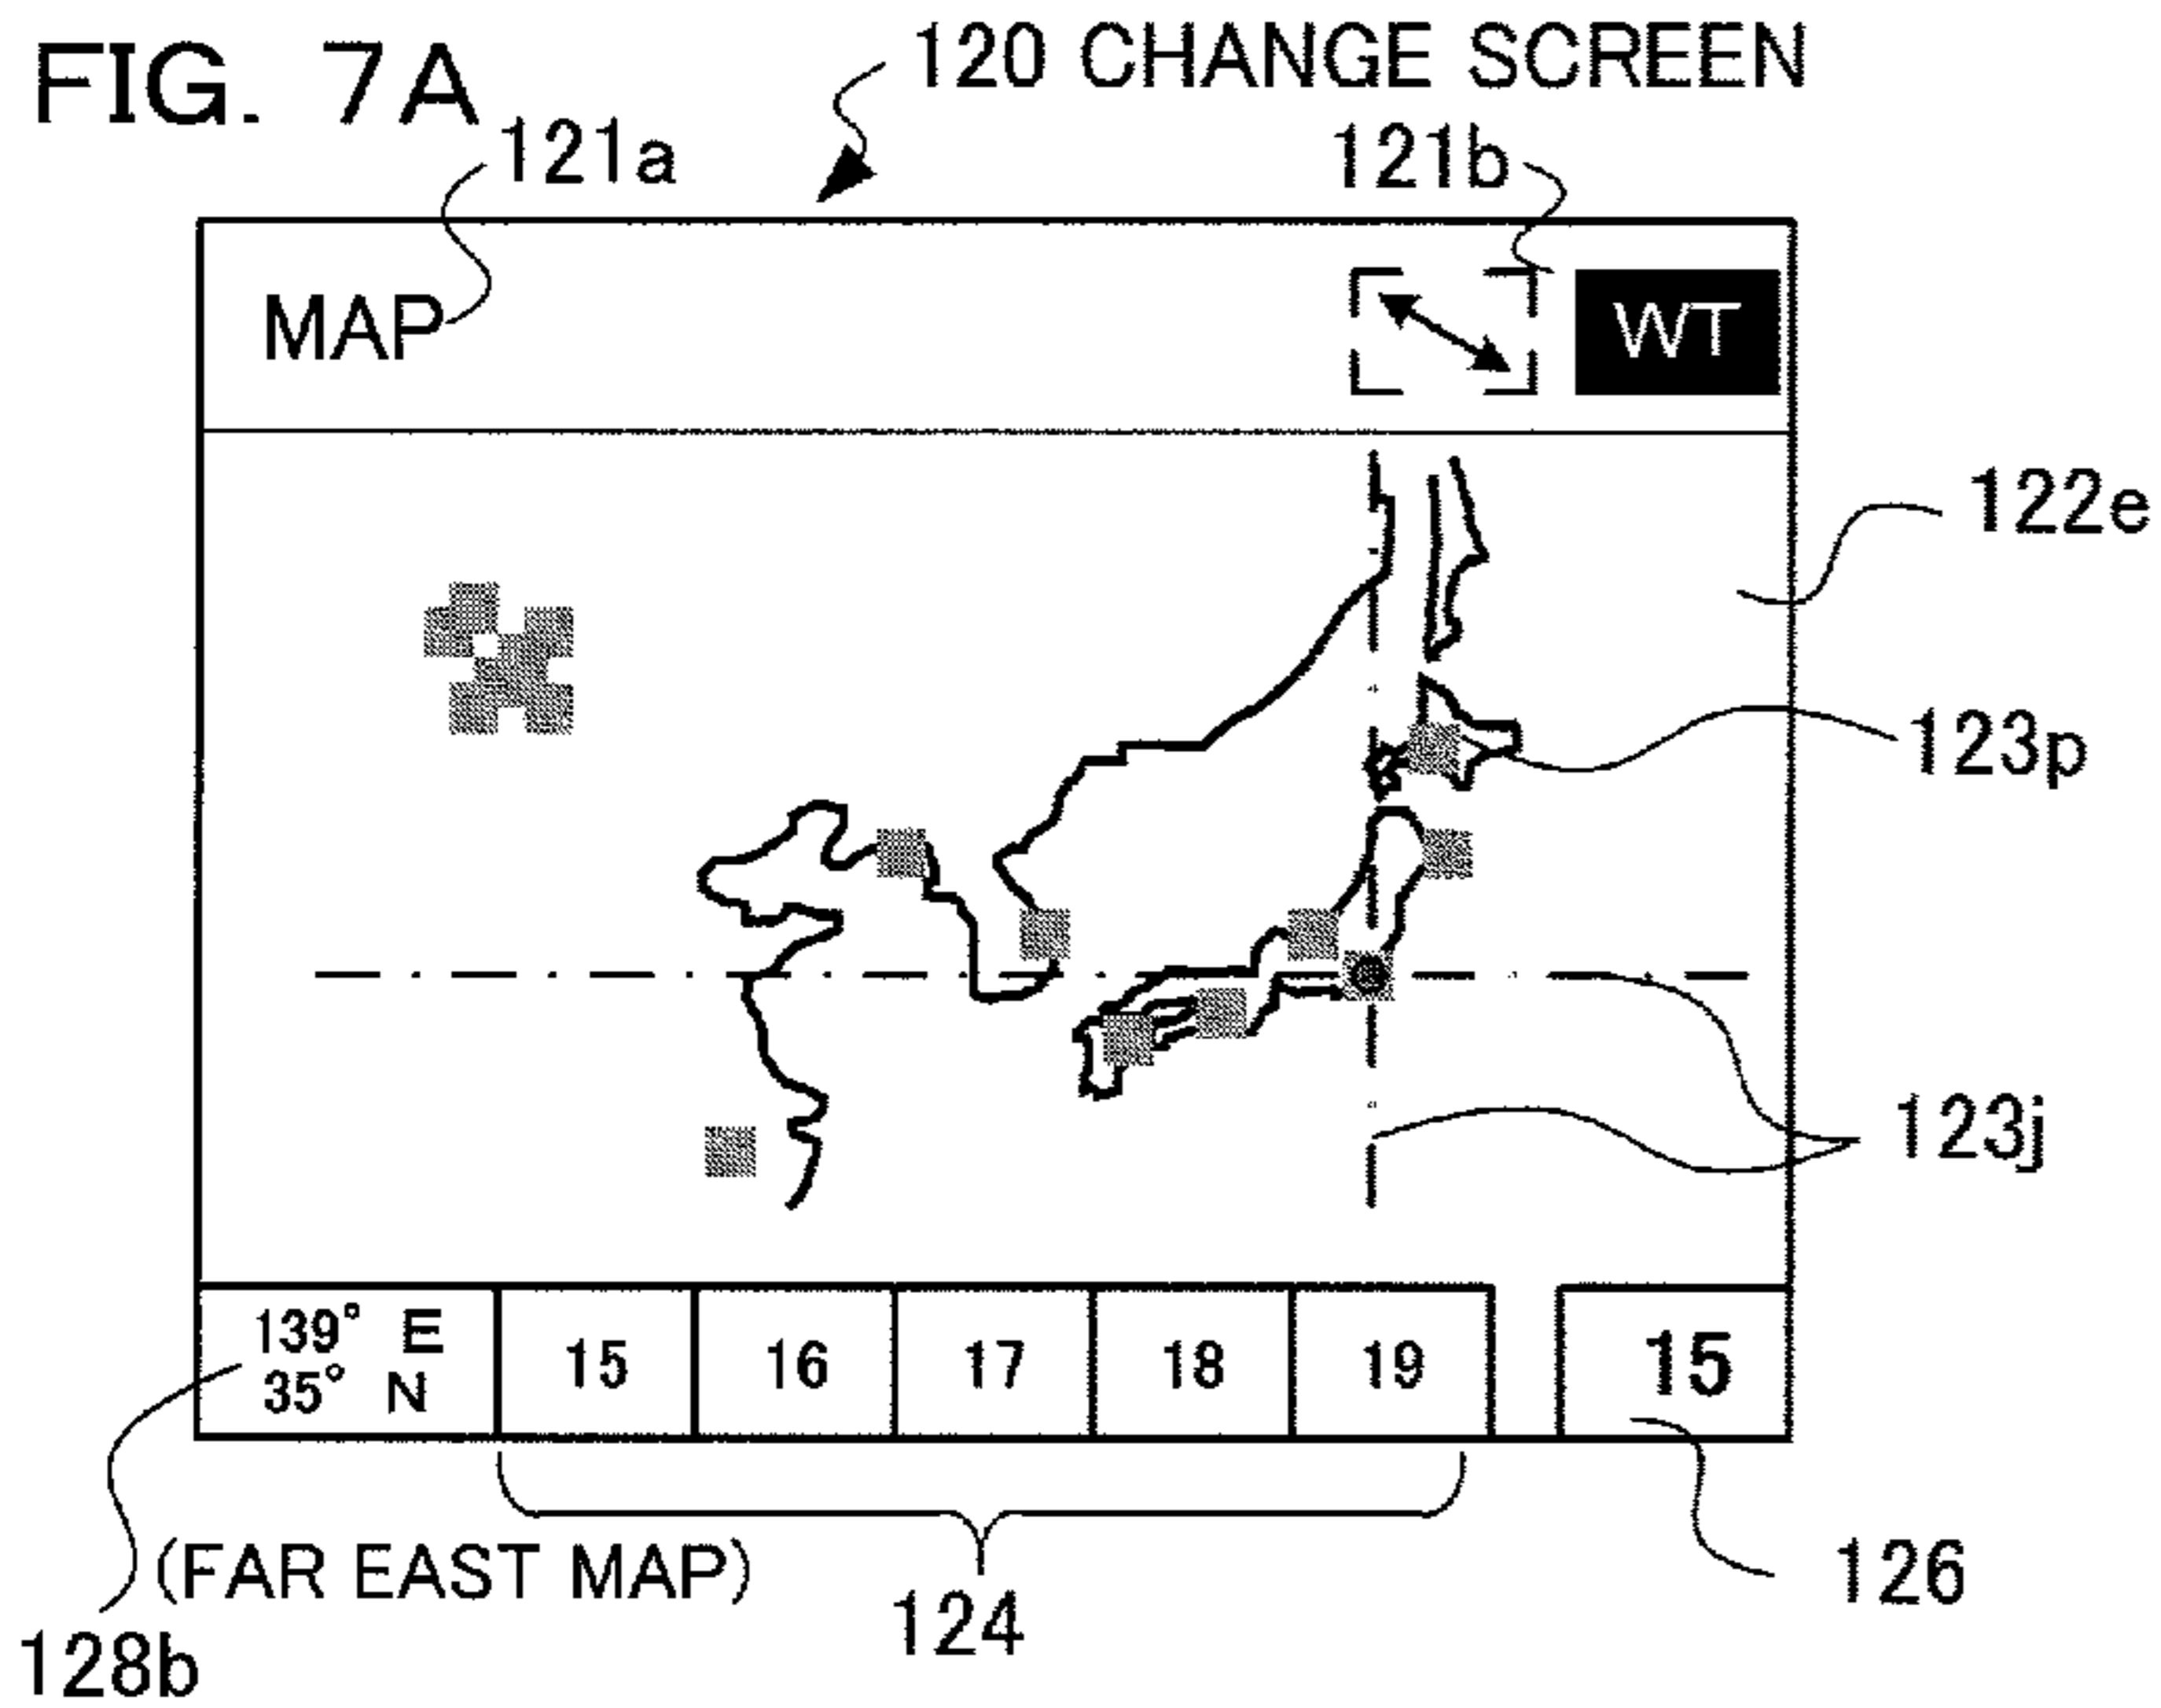 FIG. 7A
120 CHANGE SCREEN
121a
121b
MAP
WT
122e
123p
123j
139° E
35° N
15
16
17
18
19
15
(FAR EAST MAP)
124
126
128b